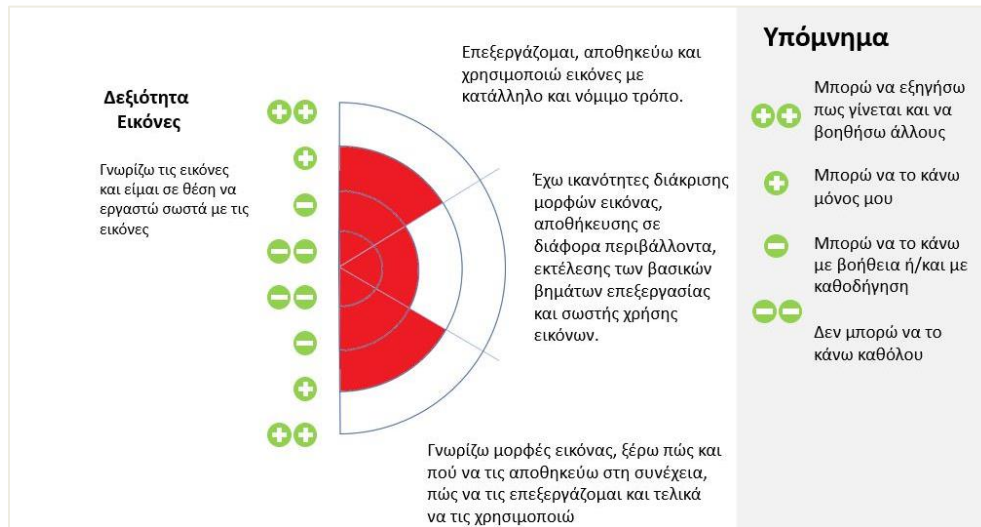 Δεξιότητα
Εικόνες
Γνωρίζω τις εικόνες
και είμαι σε θέση να
εργαστώ σωστά με τις
εικόνες
Επεξεργάζομαι, αποθηκεύω και
χρησιμοποιώ εικόνες με
κατάλληλο και νόμιμο τρόπο.
Έχω ικανότητες διάκρισης
μορφών εικόνας,
αποθήκευσης σε
διάφορα περιβάλλοντα,
εκτέλεσης των βασικών
βημάτων επεξεργασίας
και σωστής χρήσης
εικόνων.
Γνωρίζω μορφές εικόνας, ξέρω πώς και
πού να τις αποθηκεύω στη συνέχεια,
πώς να τις επεξεργάζομαι και τελικά
να τις χρησιμοποιώ
Υπόμνημα
Μπορώ να εξηγήσω
πως γίνεται και να
βοηθήσω άλλους
Μπορώ να το κάνω
μόνος μου
Μπορώ να το κάνω
με βοήθεια ή/και με
καθοδήγηση
Δεν μπορώ να το
κάνω καθόλου